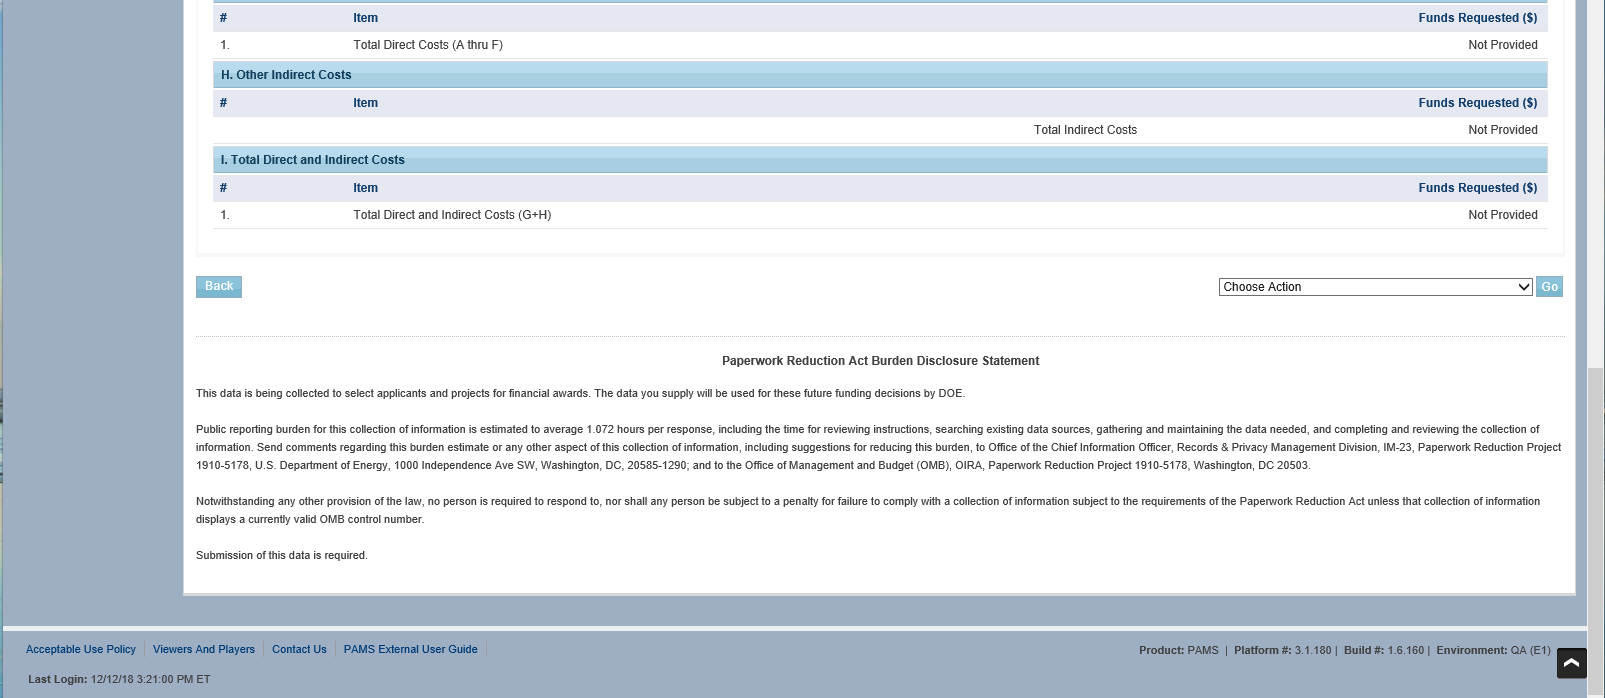 # Item Funds Requested ($)
1. Total Direct Costs (A thru F) Not Provided
H. Other Indirect Costs
# Item Funds Requested ($)
Total Indirect Costs Not Provided
I. Total Direct and Indirect Costs
# Item Funds Requested ($)
1. Total Direct and Indirect Costs (G+H) Not Provided
Back Choose Action Go
Paperwork Reduction Act Burden Disclosure Statement
This data is being collected to select applicants and projects for financial awards. The data you supply will be used for these future funding decisions by DOE.
Public reporting burden for this collection of information is estimated to average 1.072 hours per response, including the time for reviewing instructions, searching existing data sources, gathering and maintaining the data needed, and completing and reviewing the collection of
information. Send comments regarding this burden estimate or any other aspect of this collection of information, including suggestions for reducing this burden, to Office of the Chief Information Officer, Records & Privacy Management Division, IM-23, Paperwork Reduction Project
1910-5178, U.S. Department of Energy, 1000 Independence Ave SW, Washington, DC, 20585-1290; and to the Office of Management and Budget (OMB), OIRA, Paperwork Reduction Project 1910-5178, Washington, DC 20503.
Notwithstanding any other provision of the law, no person is required to respond to, nor shall any person be subject to a penalty for failure to comply with a collection of information subject to the requirements of the Paperwork Reduction Act unless that collection of information
displays a currently valid OMB control number.
Submission of this data is required.
Acceptable Use Policy Viewers And Players Contact Us PAMS External User Guide Product: PAMS | Platform #: 3.1.180 | Build #: 1.6.160 | Environment: QA (E1)
Last Login: 12/12/18 3:21:00 PM ET